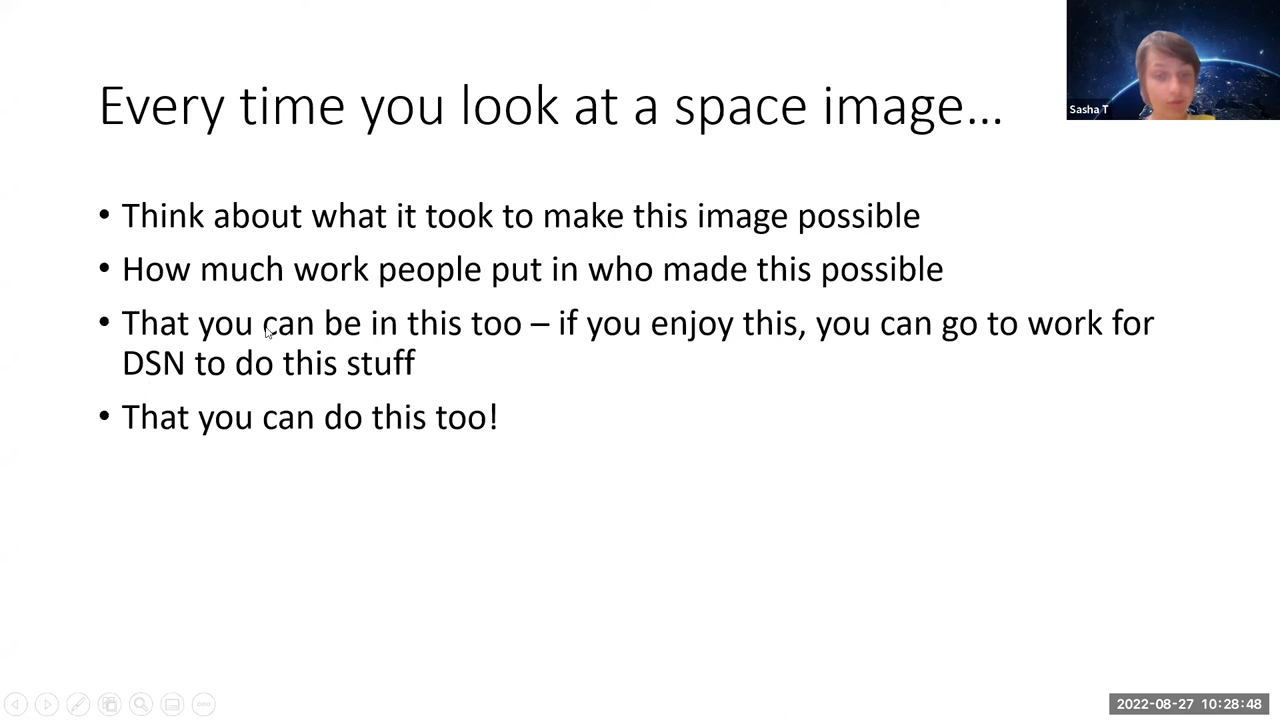 Every time you look at a space image…
Sasha T
• Think about what it took to make this image possible
• How much work people put in who made this possible
• That you can be in this too – if you enjoy this, you can go to work for
DSN to do this stuff
• That you can do this too!
2022-08-27 10:28:48